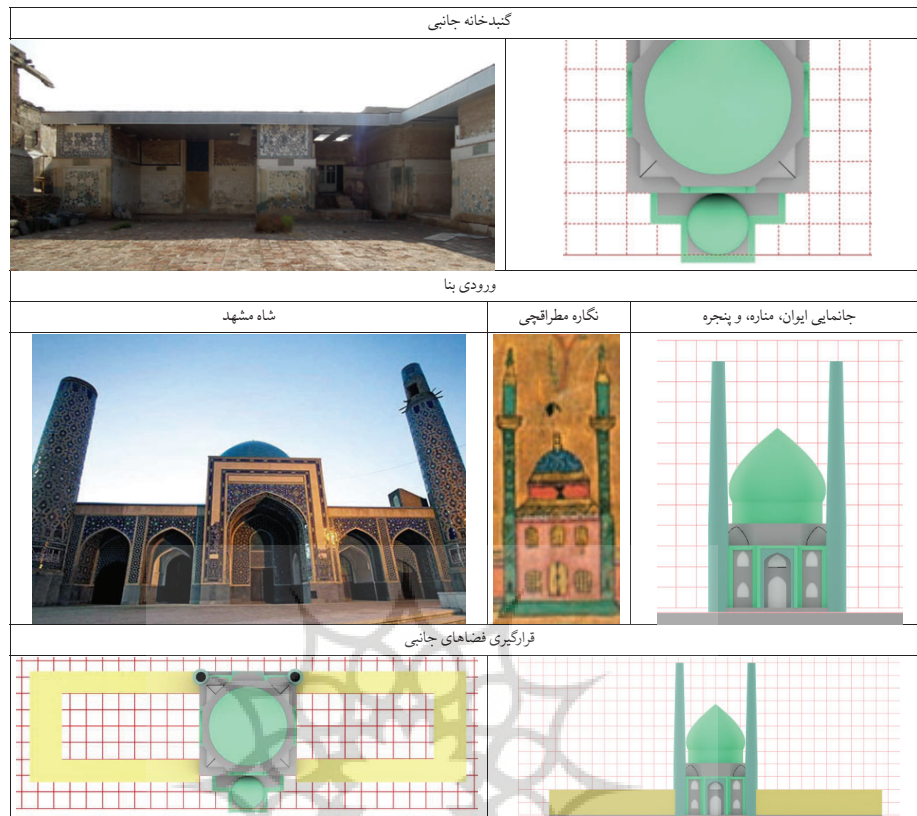 گنبدخانه جانبی
ورودی بنا
جانمایی ایوان، مناره، و پنجره
نگاره مطراقچی
شاه مشهد
قرارگیری فضاهای جانبی